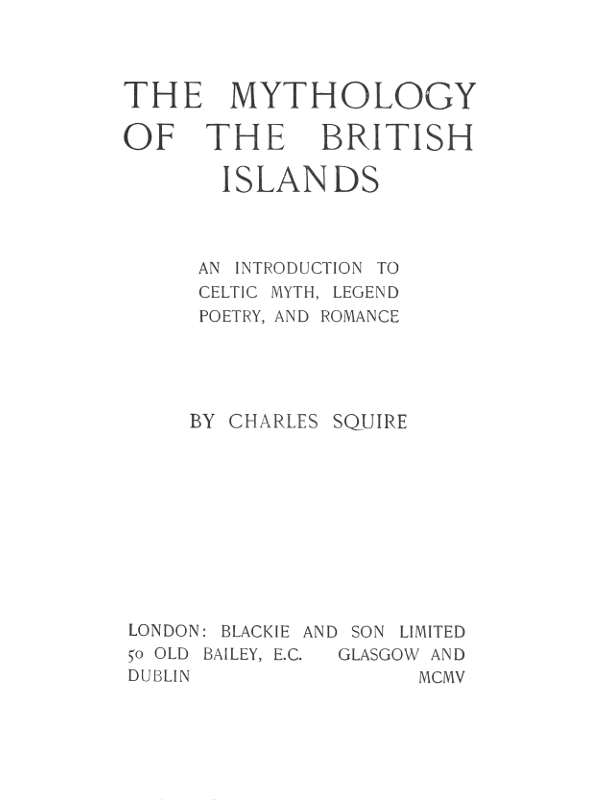 THE MYTHOLOGY
OF THE BRITISH
ISLANDS
AN INTRODUCTION TO
CELTIC MYTH, LEGEND
POETRY, AND ROMANCE
BY CHARLES SQUIRE
LONDON: BLACKIE AND SON LIMITED
50 OLD BAILEY, E.C. GLASGOW AND
DUBLIN MCMV